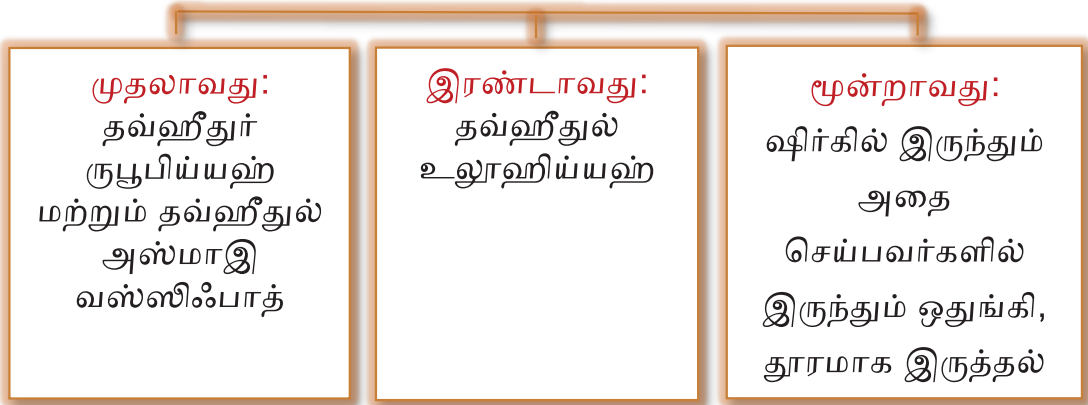 முதலாவது:
தவ்ஹீதுர்
ருபூபிய்யஹ்
மற்றும் தவ்ஹீதுல்
அஸ்மாஇ
வஸ்ஸிஃபாத்
இரண்டாவது:
தவ்ஹீதுல்
உலூஹிய்யஹ்
மூன்றாவது:
ஷிர்கில் இருந்தும்
அதை
செய்பவர்களில்
இருந்தும் ஒதுங்கி,
தூரமாக இருத்தல்